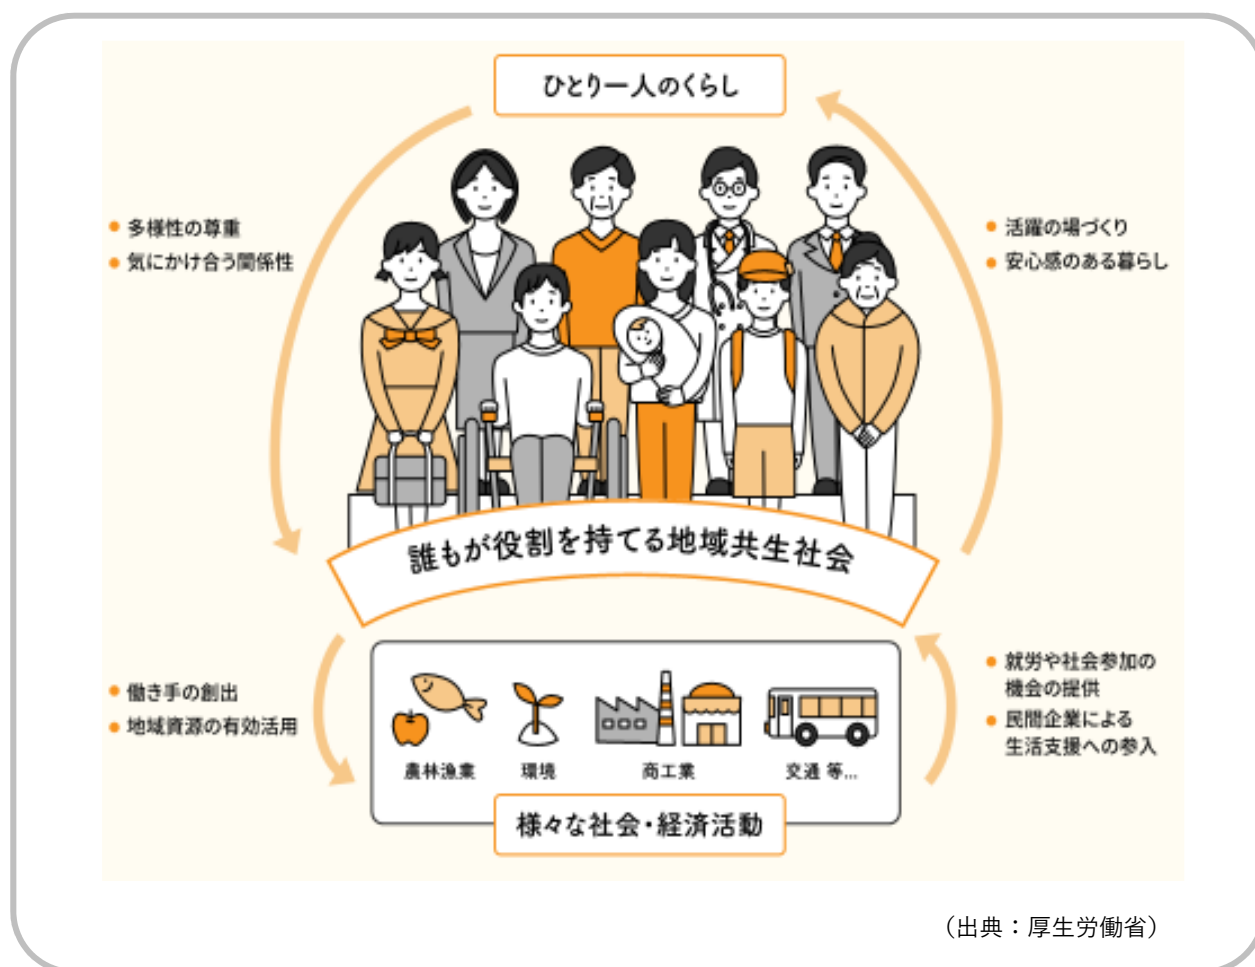 ひとり一人のくらし
● 多様性の尊重
● 気にかけ合う関係性
● 活躍の場づくり
● 安心感のある暮らし
誰もが役割を持てる地域共生社会
● 働き手の創出
● 地域資源の有効活用
● 就労や社会参加の
機会の提供
● 民間企業による
生活支援への参入
農林漁業
環境
商工業
交通 等...
様々な社会・経済活動
（出典：厚生労働省）